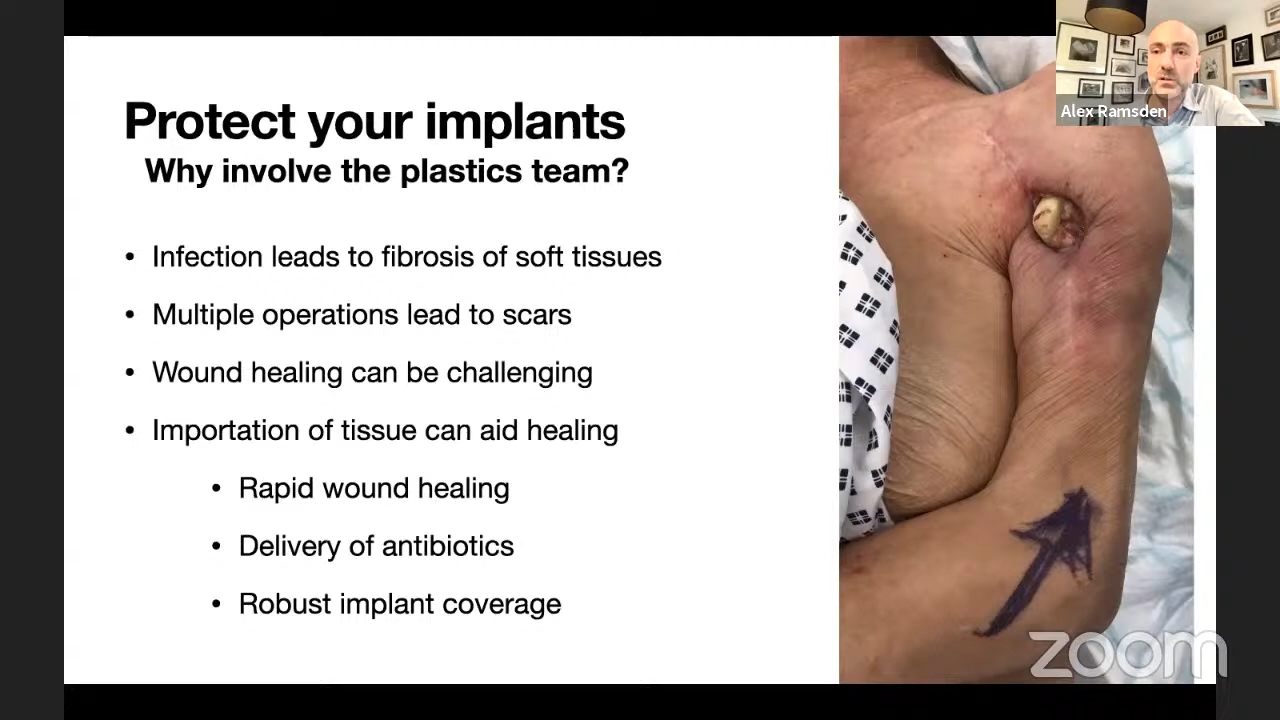 Protect your implants
Why involve the plastics team?
• Infection leads to fibrosis of soft tissues
• Multiple operations lead to scars
• Wound healing can be challenging
• Importation of tissue can aid healing
• Rapid wound healing
• Delivery of antibiotics
• Robust implant coverage
Alex Ramsden
zoom